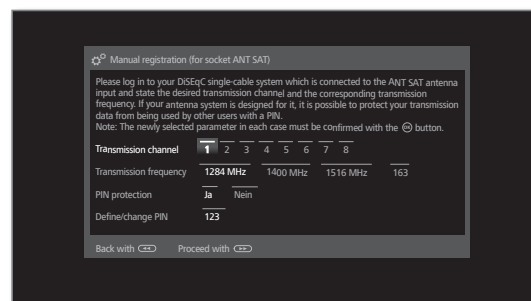 Manual registration (for socket ANT SAT)
Please log in to your DiSEqC single-cable system which is connected to the ANT SAT antenna
input and state the desired transmission channel and the corresponding transmission
frequency. If your antenna system is designed for it, it is possible to protect your transmission
data from being used by other users with a PIN.
Note: The newly selected parameter in each case must be confirmed with the OK button.
Transmission channel 1 2 3 4 5 6 7 8
Transmission frequency 1284 MHz 1400 MHz 1516 MHz 163
PIN protection Ja Nein
Define/change PIN 123
Back with Proceed with